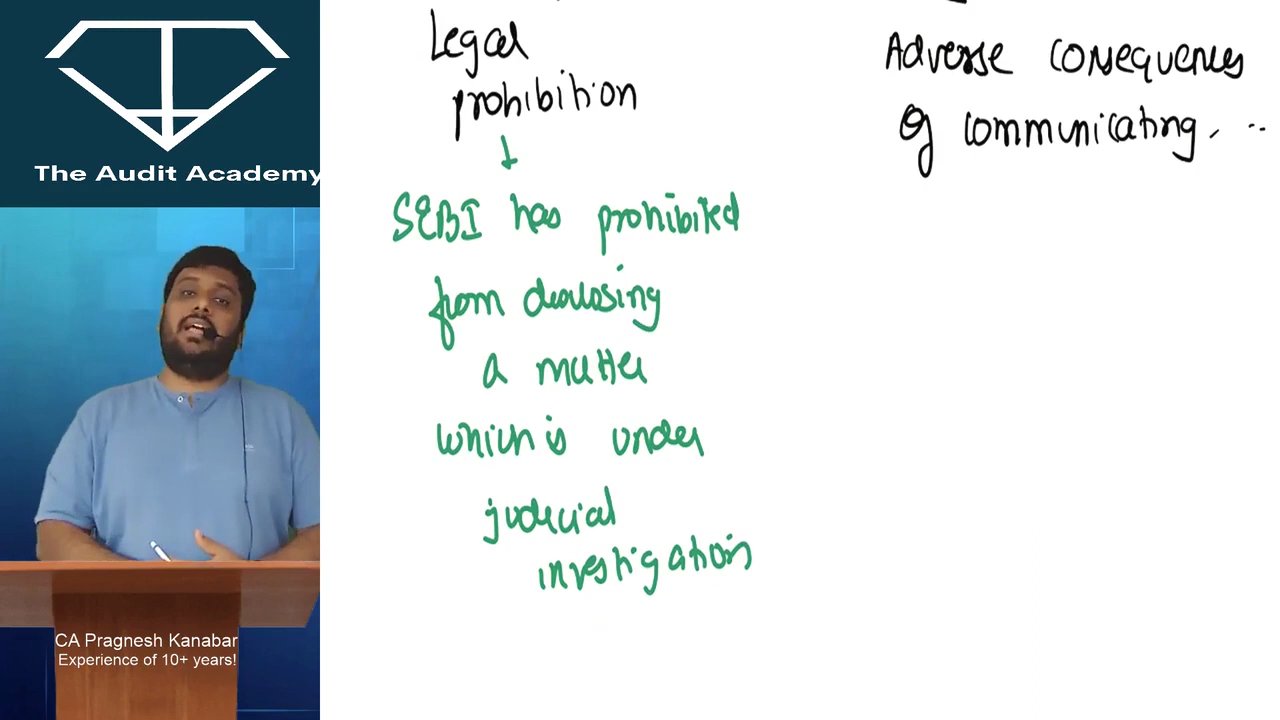 The Audit Academy
CA Pragnesh Kanabar
Experience of 10+ years!
Legal
prohibition
SEBI has prohibited
from
a matter
which is under
judicial
investigation
Adverse consequences
of communicating, ..